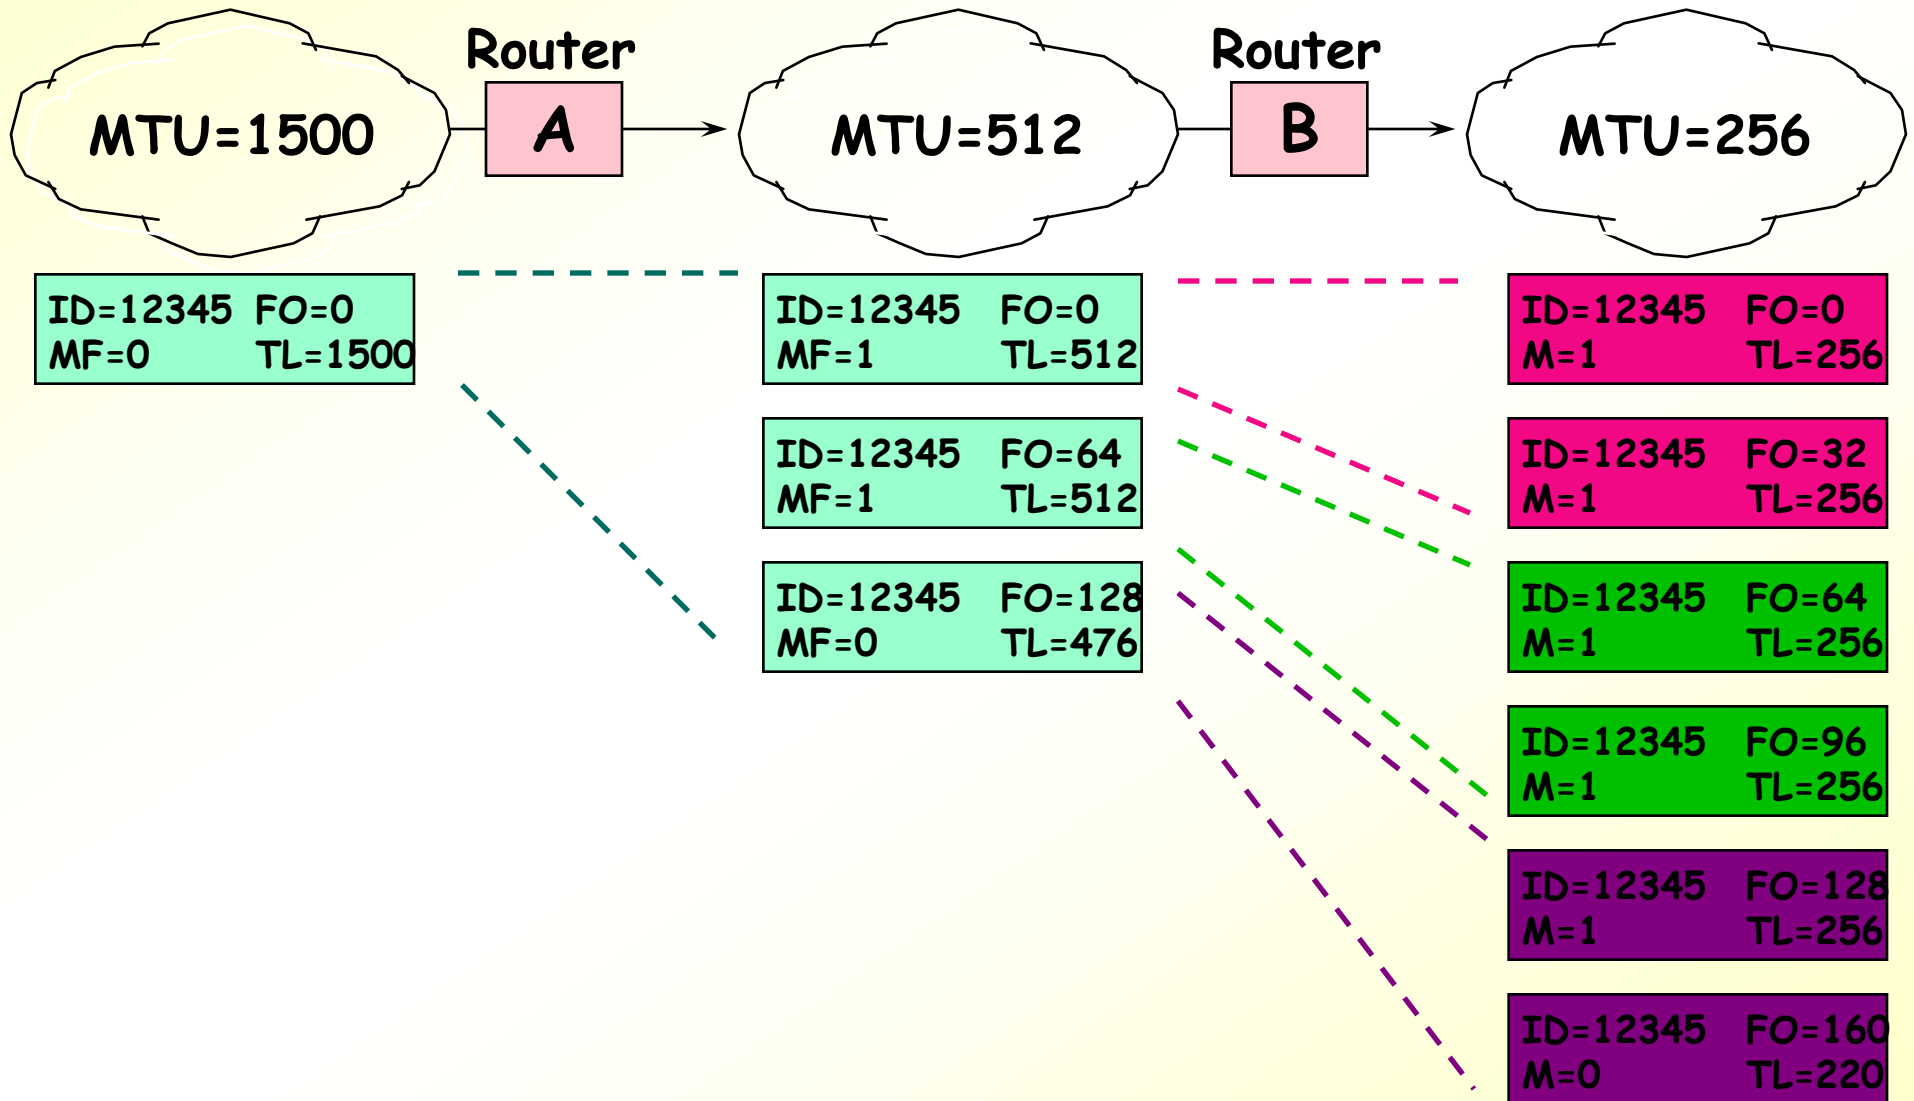 Router
Router
MTU=1500
A
MTU=512
B
MTU=256
ID=12345 FO=0
MF=0 TL=1500
ID=12345 FO=0
MF=1 TL=512
ID=12345 FO=64
MF=1 TL=512
ID=12345 FO=128
MF=0 TL=476
ID=12345 FO=0
M=1 TL=256
ID=12345 FO=32
M=1 TL=256
ID=12345 FO=64
M=1 TL=256
ID=12345 FO=96
M=1 TL=256
ID=12345 FO=128
M=1 TL=256
ID=12345 FO=160
M=0 TL=220